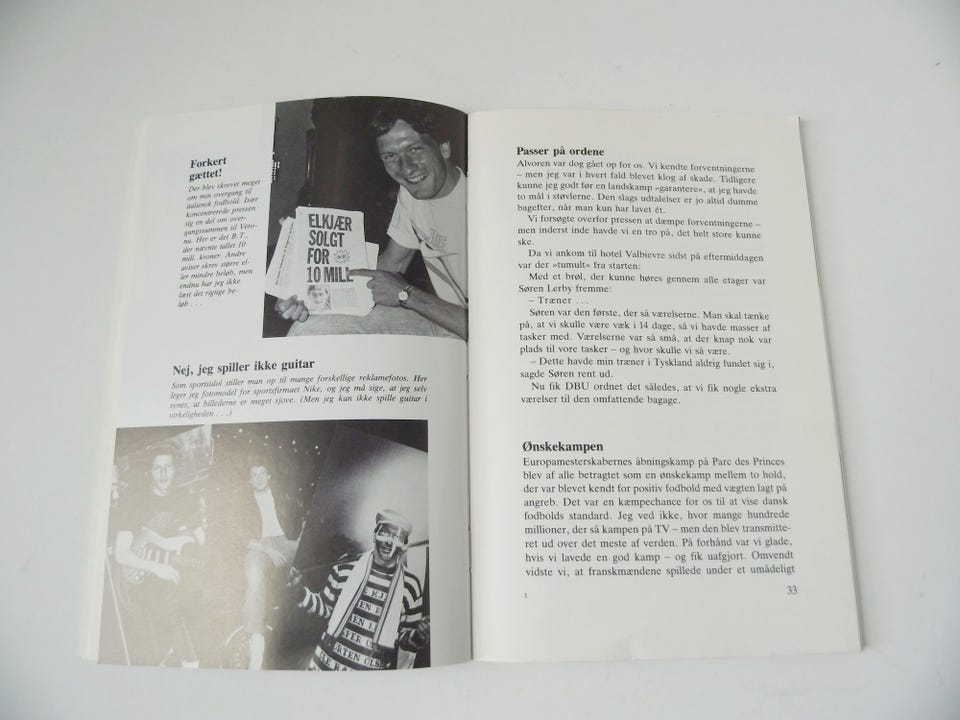 Forkert
gættet!
Der blev skrevet meget
om min overgang til
italiensk fodbold. Især
koncentrerede pressen
sig en del om over-
gangssummen til Vero-
na. Her er det B.T.,
der nævnte tallet 10
mill. kroner. Andre
aviser skrev større el-
ler mindre beløb, men
endnu har jeg ikke
læst det rigtige be-
løb . . .
ELKJÆR
SOLGT
FOR
10 MILL
Nej, jeg spiller ikke guitar
Som sportsidol stiller man op til mange forskellige reklamefotos. Her
leger jeg fotomodel for sportsfirmaet Nike, og jeg må sige, at jeg selv
synes, at billederne er meget sjove. (Men jeg kan ikke spille guitar i
virkeligheden . . .)
Passer på ordene
Alvoren var dog gået op for os. Vi kendte forventningerne
– men jeg var i hvert fald blevet klog af skade. Tidligere
kunne jeg godt før en landskamp »garantere«, at jeg havde
to mål i støvlerne. Den slags udtalelser er jo altid dumme
bagefter, når man kun har lavet ét.
Vi forsøgte overfor pressen at dæmpe forventningerne –
men inderst inde havde vi en tro på, det helt store kunne
ske.
Da vi ankom til hotel Valbievre sidst på eftermiddagen
var der »tumult« fra starten:
Med et brøl, der kunne høres gennem alle etager var
Søren Lerby fremme:
– Træner . . .
Søren var den første, der så værelserne. Man skal tænke
på, at vi skulle være væk i 14 dage, så vi havde masser af
tasker med. Værelserne var så små, at der knap nok var
plads til vore tasker – og hvor skulle vi så være.
– Dette havde min træner i Tyskland aldrig fundet sig i,
sagde Søren rent ud.
Nu fik DBU ordnet det således, at vi fik nogle ekstra
værelser til den omfattende bagage.
Ønskekampen
Europamesterskabernes åbningskamp på Parc des Princes
blev af alle betragtet som en ønskekamp mellem to hold,
der var blevet kendt for positiv fodbold med vægten lagt på
angreb. Det var en kæmpechance for os til at vise dansk
fodbolds standard. Jeg ved ikke, hvor mange hundrede
millioner, der så kampen på TV – men den blev transmitte-
ret ud over det meste af verden. På forhånd var vi glade,
hvis vi lavede en god kamp – og fik uafgjort. Omvendt
vidste vi, at franskmændene spillede under et umådeligt
3
33